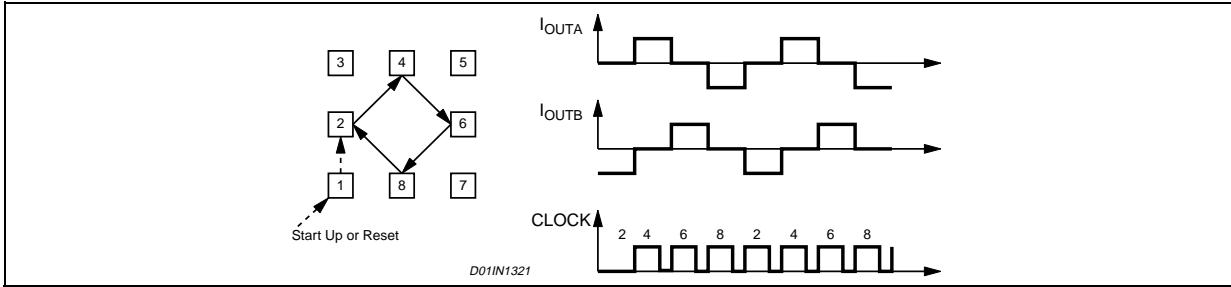 3 4 5
2 6
1 8 7
Start Up or Reset
D01IN1321
IOUTA
IOUTB
CLOCK
2 4 6 8 2 4 6 8